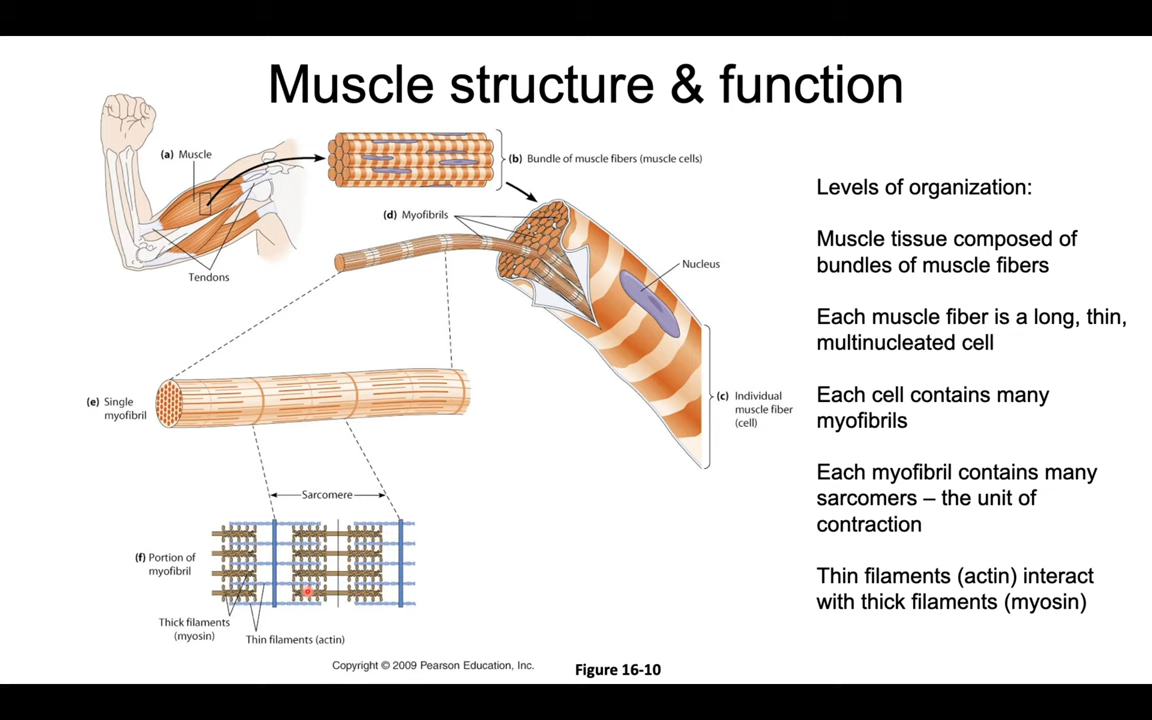 Muscle structure & function
(a) Muscle
(b) Bundle of muscle fibers (muscle cells)
(d) Myofibrils
Tendons
Nucleus
(e) Single
myofibril
(c) Individual
muscle fiber
(cell)
Sarcomere
(f) Portion of
myofibril
Thick filaments
(myosin)
Thin filaments (actin)
Copyright © 2009 Pearson Education, Inc.
Figure 16-10
Levels of organization:
Muscle tissue composed of
bundles of muscle fibers
Each muscle fiber is a long, thin,
multinucleated cell
Each cell contains many
myofibrils
Each myofibril contains many
sarcomers – the unit of
contraction
Thin filaments (actin) interact
with thick filaments (myosin)